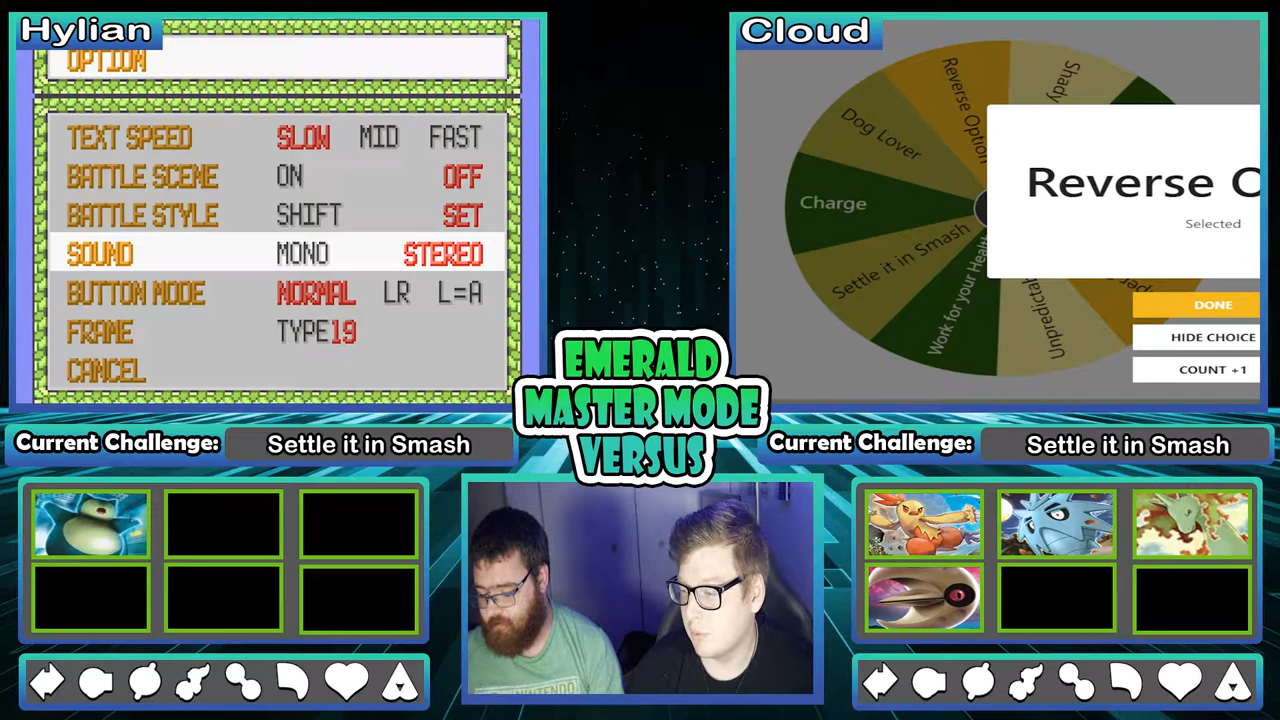 Hylian
OPTION
TEXT SPEED SLOW MID FAST
BATTLE SCENE ON OFF
BATTLE STYLE SHIFT SET
SOUND MONO STEREO
BUTTON MODE NORMAL LR L=A
FRAME TYPE19
CANCEL
Cloud
Shady
Reverse Option
Dog Lover
Charge
Settle it in Smash
Work for your Health
Reverse
Selected
DONE
HIDE CHOICE
COUNT +1
EMERALD
MASTER MODE
VERSUS
Current Challenge: Settle it in Smash
Current Challenge: Settle it in Smash
NINTENDO